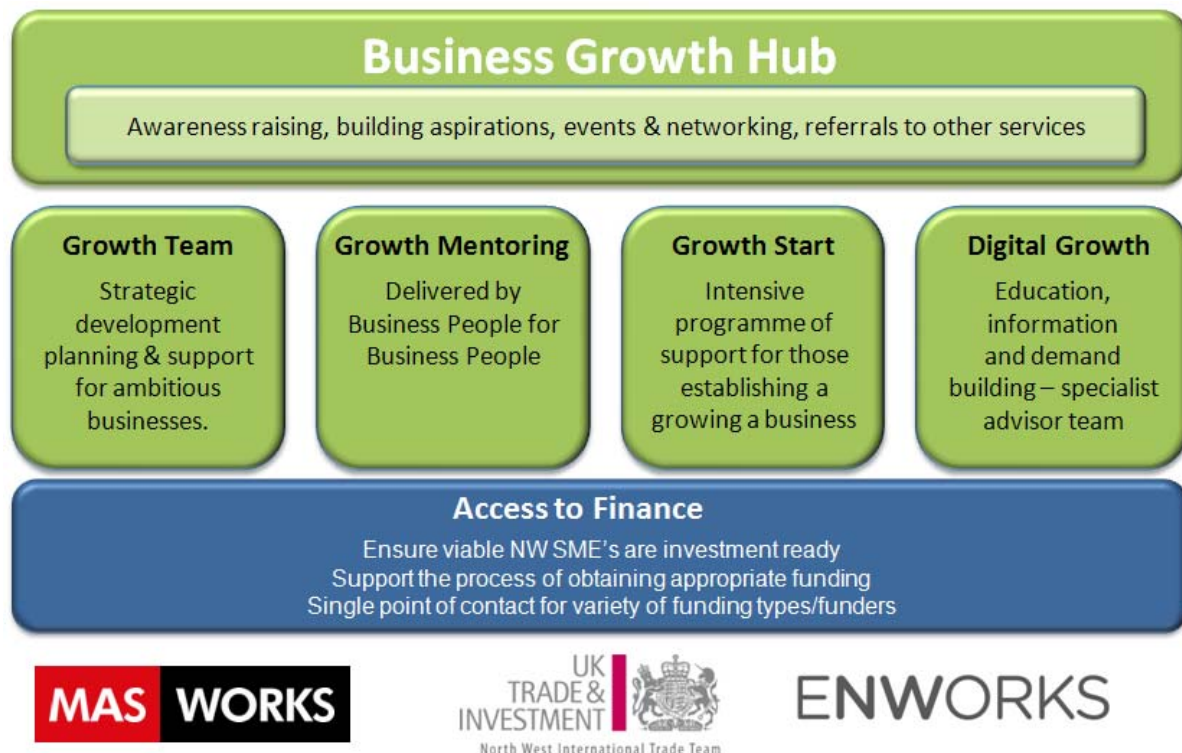 Business Growth Hub
Awareness raising, building aspirations, events & networking, referrals to other services
Growth Team
Strategic
development
planning & support
for ambitious
businesses.
Growth Mentoring
Delivered by
Business People for
Business People
Growth Start
Intensive
programme of
support for those
establishing a
growing a business
Digital Growth
Education,
information
and demand
building – specialist
advisor team
Access to Finance
Ensure viable NW SME's are investment ready
Support the process of obtaining appropriate funding
Single point of contact for variety of funding types/funders
MAS WORKS
UK
TRADE &
INVESTMENT
North West International Trade Team
ENWORKS